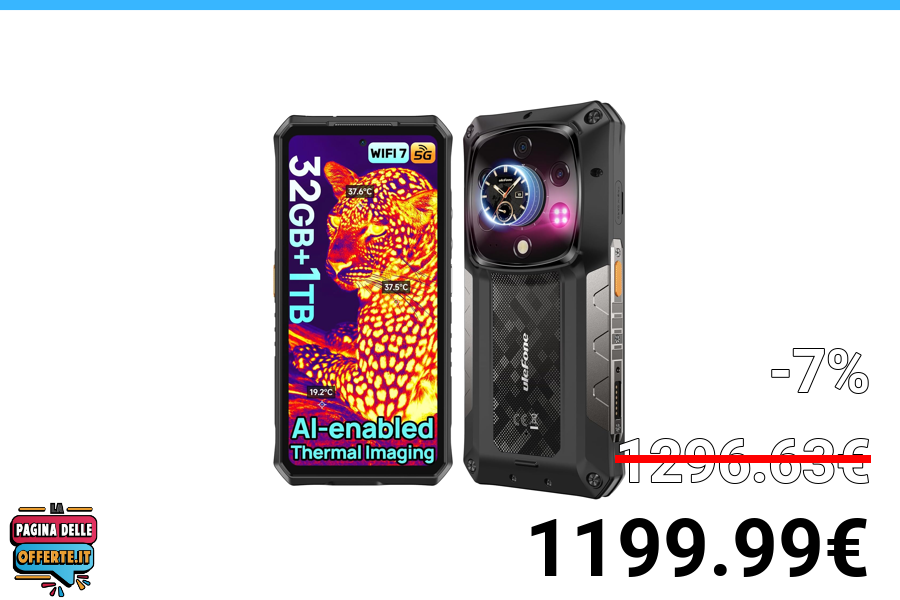 WIFI 7 5G
32GB+1TB
37.6°C
37.5°C
19.2°C
AI-enabled
Thermal Imaging
ulefone
-7%
1296.63€
1199.99€
LA
PAGINA DELLE
OFFERTE.IT